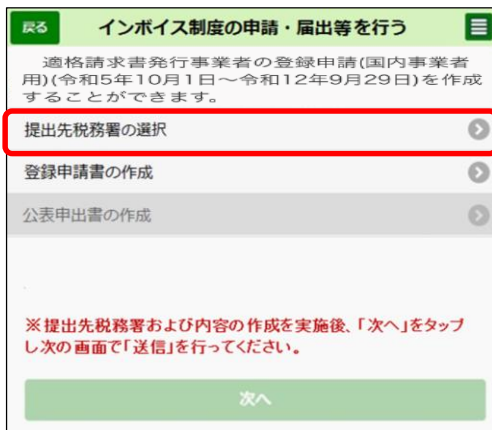 戻る
インボイス制度の申請・届出等を行う
適格請求書発行事業者の登録申請(国内事業者
用)(令和5年10月1日～令和12年9月29日)を作成
することができます。
提出先税務署の選択
登録申請書の作成
公表申出書の作成
※提出先税務署および内容の作成を実施後、「次へ」をタップ
し次の画面で「送信」を行ってください。
次へ